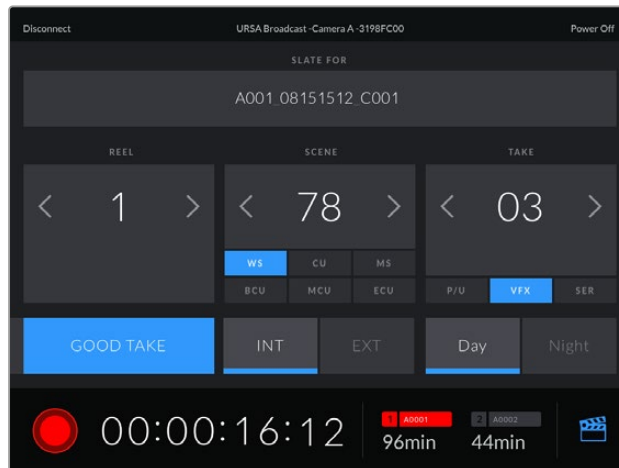 Disconnect URSA Broadcast -Camera A -3198FC00 Power Off
SLATE FOR
A001_08151512_C001
REEL SCENE TAKE
1 78 03
WS CU MS
BCU MCU ECU P/U VFX SER
GOOD TAKE INT EXT Day Night
00:00:16:12 1 A0001 2 A0002
96min 44min